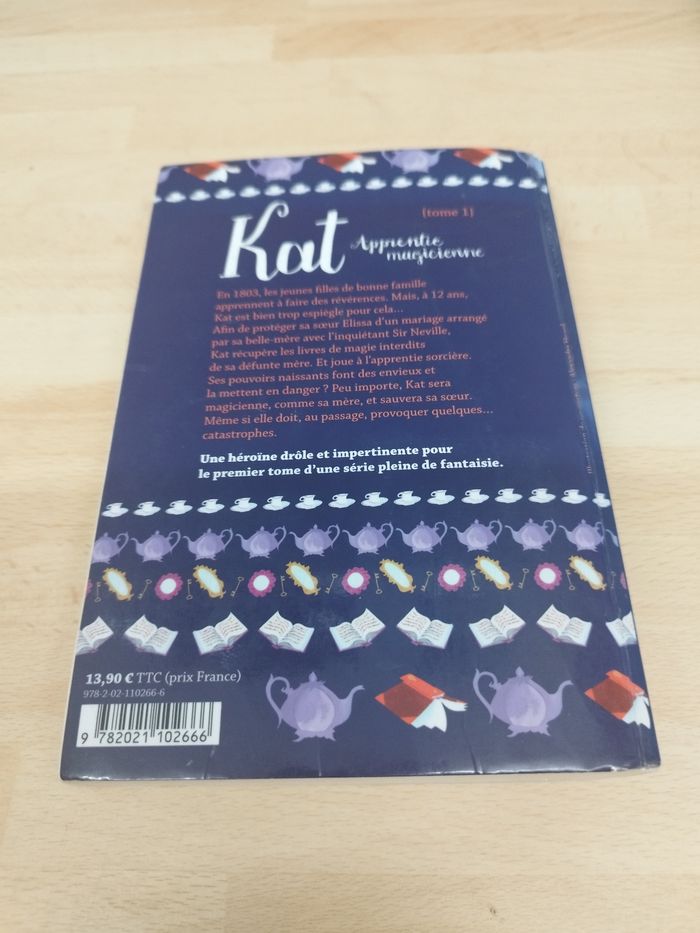 Kat
{tome 1}
Apprentie
magicienne
En 1803, les jeunes filles de bonne famille
apprennent à faire des révérences. Mais, à 12 ans,
Kat est bien trop espiègle pour cela…
Afin de protéger sa sœur Elissa d'un mariage arrangé
par sa belle-mère avec l'inquiétant Sir Neville,
Kat récupère les livres de magie interdits
de sa défunte mère. Et joue à l'apprentie sorcière.
Ses pouvoirs naissants font des envieux et
la mettent en danger ? Peu importe, Kat sera
magicienne, comme sa mère, et sauvera sa sœur.
Même si elle doit, au passage, provoquer quelques…
catastrophes.
Une héroïne drôle et impertinente pour
le premier tome d'une série pleine de fantaisie.
13,90 € TTC (prix France)
978-2-02-110266-6
9 782021 102666